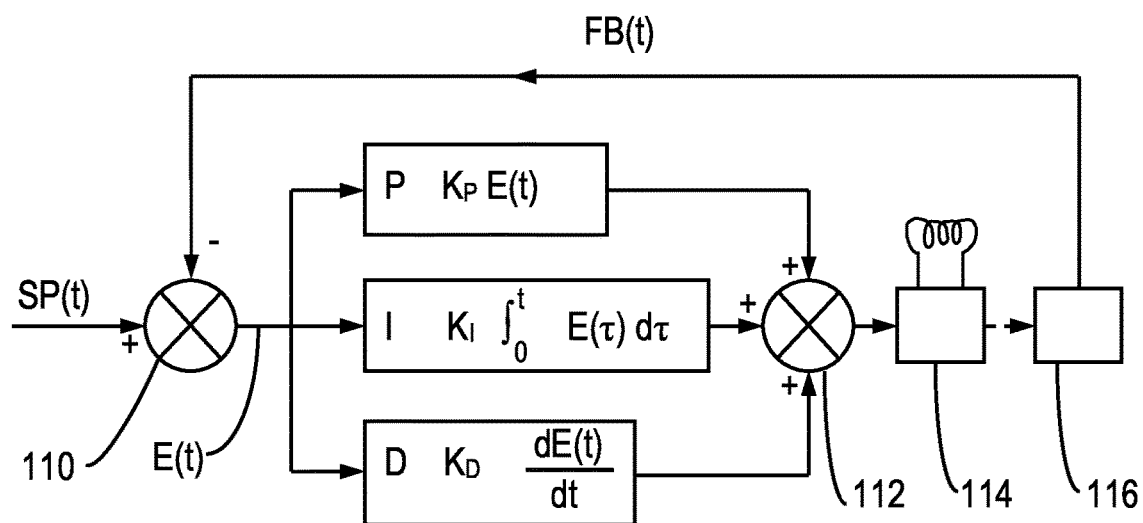 FB(t)
P K_P E(t)
-
+
SP(t)
+
I K_I ∫_0^t E(τ) dτ
+
+
D K_D dE(t)/dt
110
E(t)
112
114
116